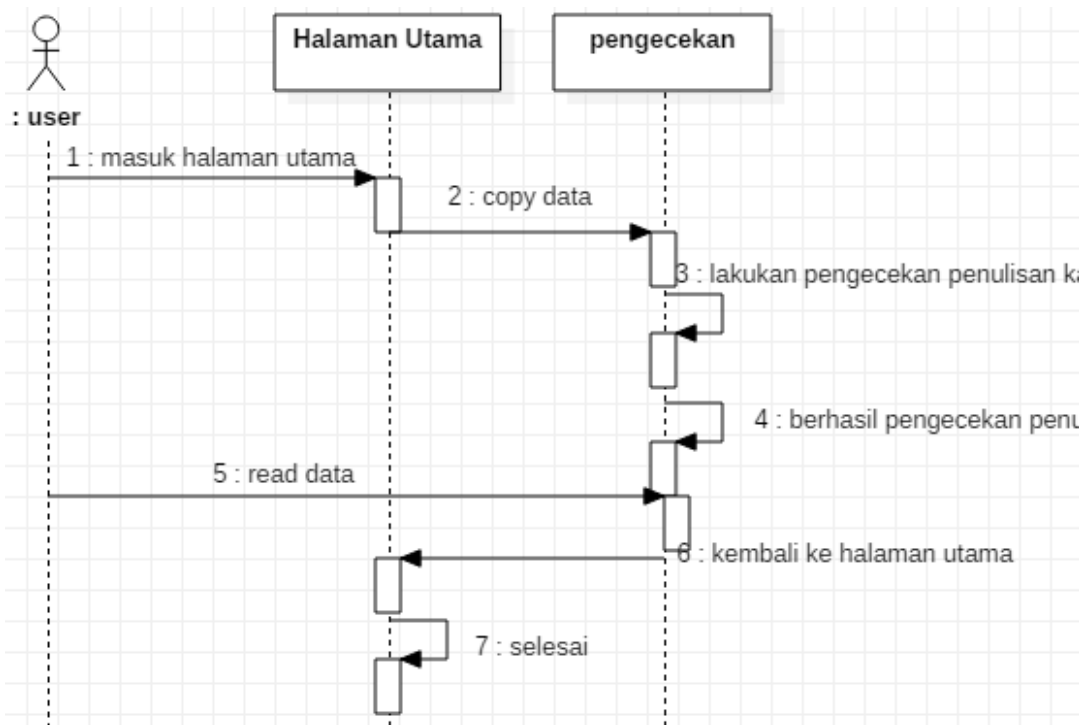 Halaman Utama
pengecekan
: user
1 : masuk halaman utama
2 : copy data
3 : lakukan pengecekan penulisan
4 : berhasil pengecekan
5 : read data
6 : kembali ke halaman utama
7 : selesai